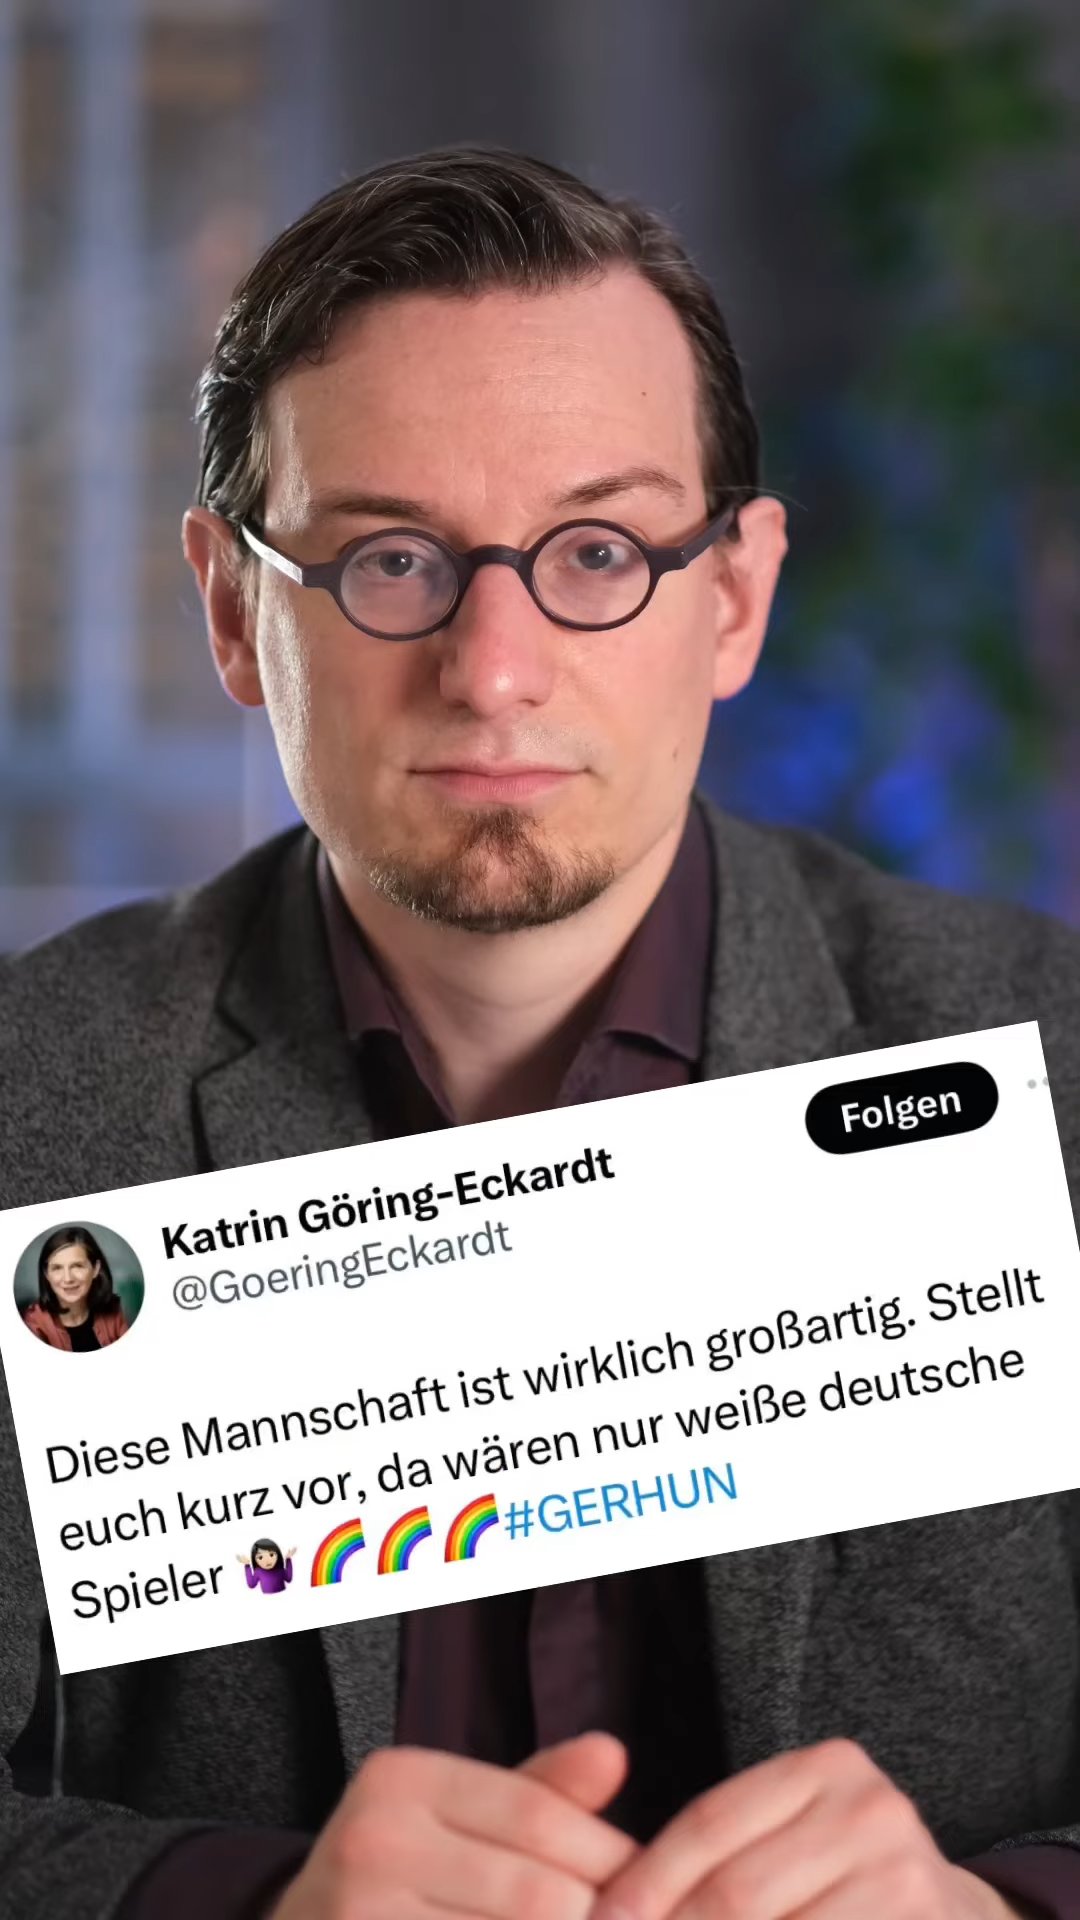 Folgen
Katrin Göring-Eckardt
@GoeringEckardt
Diese Mannschaft ist wirklich großartig. Stellt
euch kurz vor, da wären nur weiße deutsche
Spieler 🤷🏻‍♀️🌈🌈🌈#GERHUN